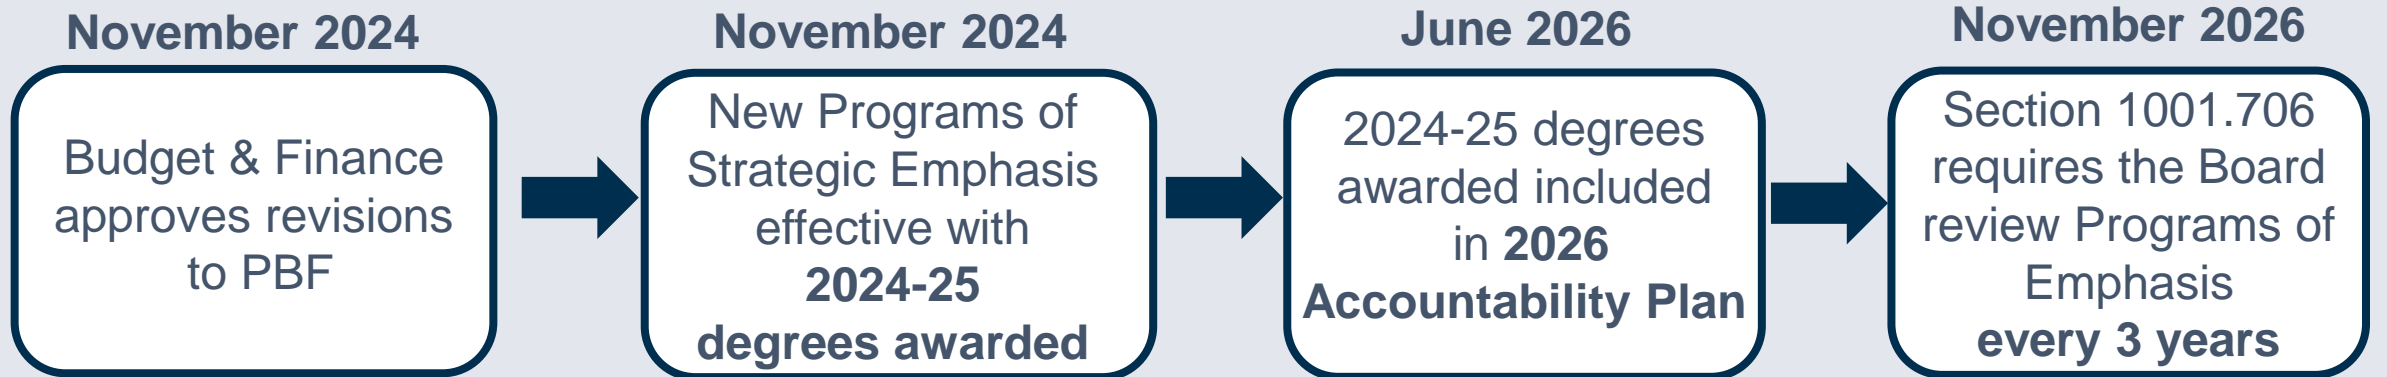 November 2024
Budget & Finance
approves revisions
to PBF
November 2024
New Programs of
Strategic Emphasis
effective with
2024-25
degrees awarded
June 2026
2024-25 degrees
awarded included
in 2026
Accountability Plan
November 2026
Section 1001.706
requires the Board
review Programs of
Emphasis
every 3 years